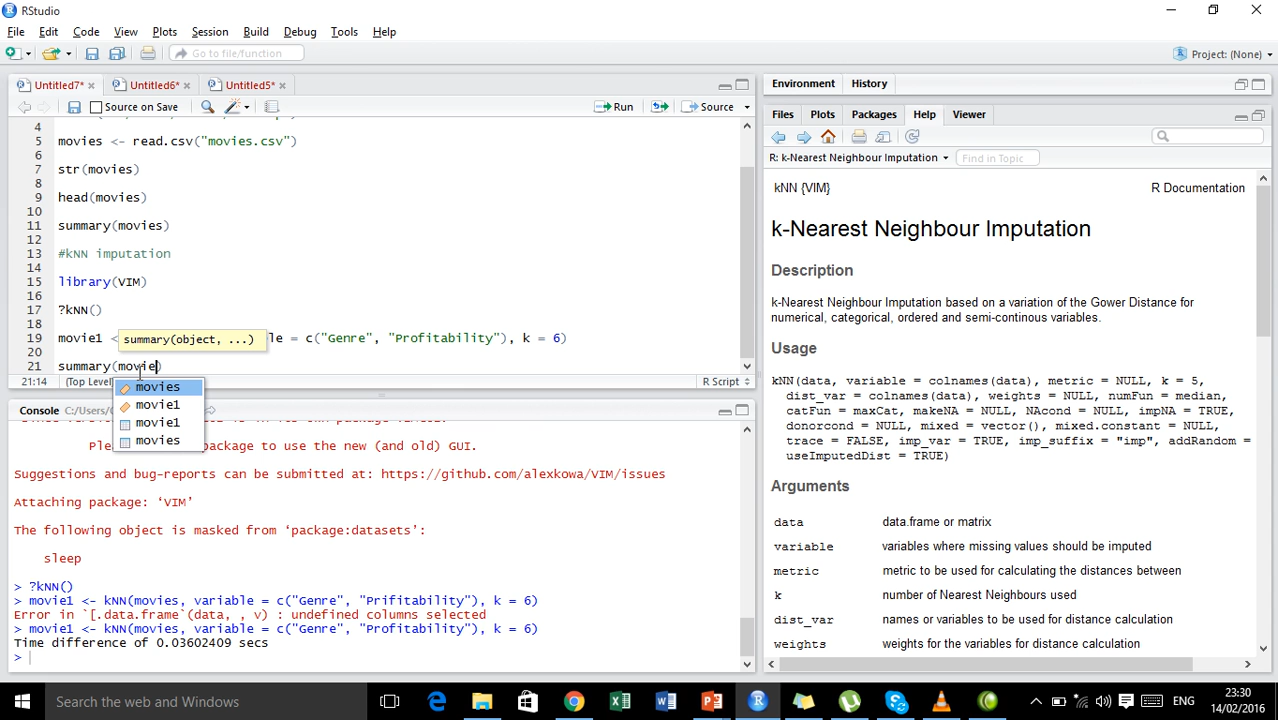 RStudio
File Edit Code View Plots Session Build Debug Tools Help
Go to file/function
Project: (None)
Untitled7* Untitled6* Untitled5*
Source on Save Run Source
4
5 movies <- read.csv("movies.csv")
6
7 str(movies)
8
9 head(movies)
10
11 summary(movies)
12
13 #kNN imputation
14
15 library(VIM)
16
17 ?kNN()
18
19 movie1 < le = c("Genre", "Profitability"), k = 6)
summary(object, ...)
20
21 summary(movie)
movies
movie1
movie1
movies
21:14 (Top Level R Script
Console C:/Users/
Ple package to use the new (and old) GUI.
Suggestions and bug-reports can be submitted at: https://github.com/alexkowa/VIM/issues
Attaching package: ‘VIM’
The following object is masked from ‘package:datasets’:
sleep
> ?kNN()
> movie1 <- kNN(movies, variable = c("Genre", "Prifitability"), k = 6)
Error in `[.data.frame`(data, , v) : undefined columns selected
> movie1 <- kNN(movies, variable = c("Genre", "Profitability"), k = 6)
Time difference of 0.03602409 secs
>
Environment History
Files Plots Packages Help Viewer
R: k-Nearest Neighbour Imputation Find in Topic
kNN {VIM} R Documentation
k-Nearest Neighbour Imputation
Description
k-Nearest Neighbour Imputation based on a variation of the Gower Distance for
numerical, categorical, ordered and semi-continous variables.
Usage
kNN(data, variable = colnames(data), metric = NULL, k = 5,
dist_var = colnames(data), weights = NULL, numFun = median,
catFun = maxCat, makeNA = NULL, NAcond = NULL, impNA = TRUE,
donorcond = NULL, mixed = vector(), mixed.constant = NULL,
trace = FALSE, imp_var = TRUE, imp_suffix = "imp", addRandom =
useImputedDist = TRUE)
Arguments
data data.frame or matrix
variable variables where missing values should be imputed
metric metric to be used for calculating the distances between
k number of Nearest Neighbours used
dist_var names or variables to be used for distance calculation
weights weights for the variables for distance calculation
Search the web and Windows
ENG
23:30
14/02/2016